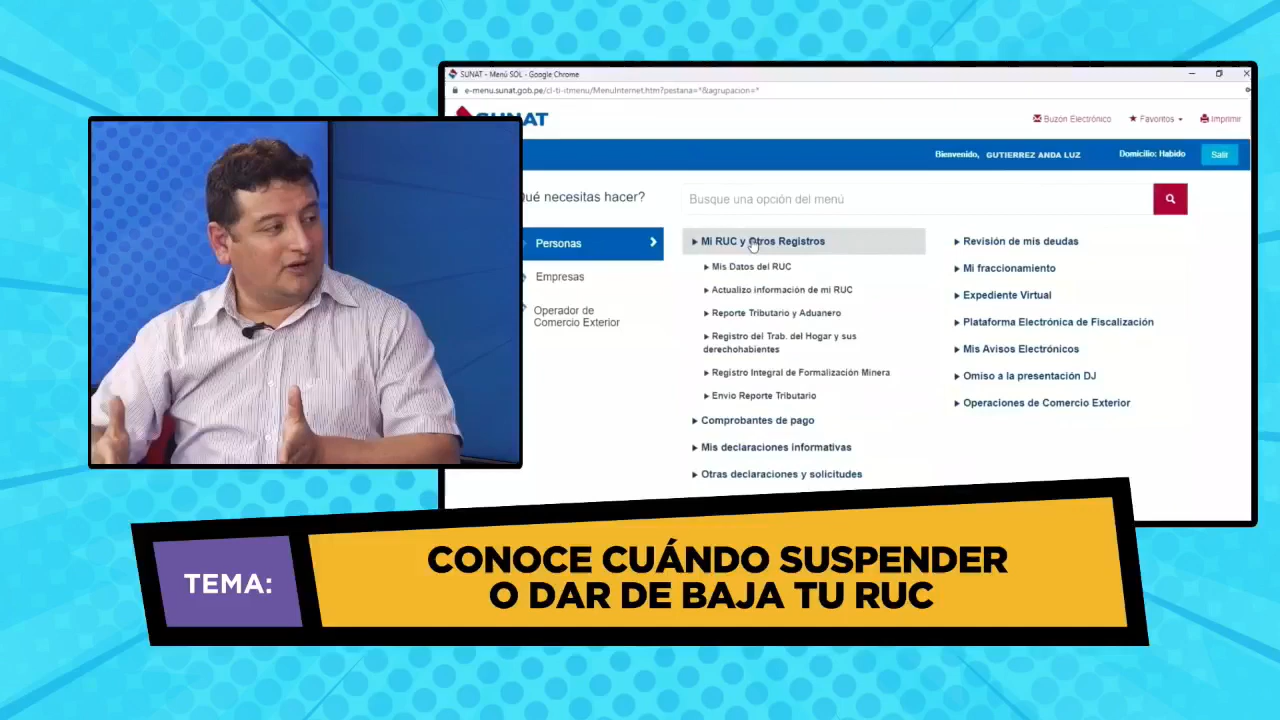 SUNAT - Menú SOL - Google Chrome
e-menu.sunat.gob.pe/cl-ti-itmenu/MenuInternet.htm?pestana=*&agrupacion=*
SUNAT
Buzón Electrónico
Favoritos
Imprimir
Bienvenido, GUTIERREZ ANDA LUZ
Domicilio: Habido
Salir
ué necesitas hacer?
Busque una opción del menú
Personas
Empresas
Operador de
Comercio Exterior
Mi RUC y Otros Registros
Mis Datos del RUC
Actualizo información de mi RUC
Reporte Tributario y Aduanero
Registro del Trab. del Hogar y sus
derechohabientes
Registro Integral de Formalización Minera
Envio Reporte Tributario
Comprobantes de pago
Mis declaraciones informativas
Otras declaraciones y solicitudes
Revisión de mis deudas
Mi fraccionamiento
Expediente Virtual
Plataforma Electrónica de Fiscalización
Mis Avisos Electrónicos
Omiso a la presentación DJ
Operaciones de Comercio Exterior
TEMA:
CONOCE CUÁNDO SUSPENDER
O DAR DE BAJA TU RUC